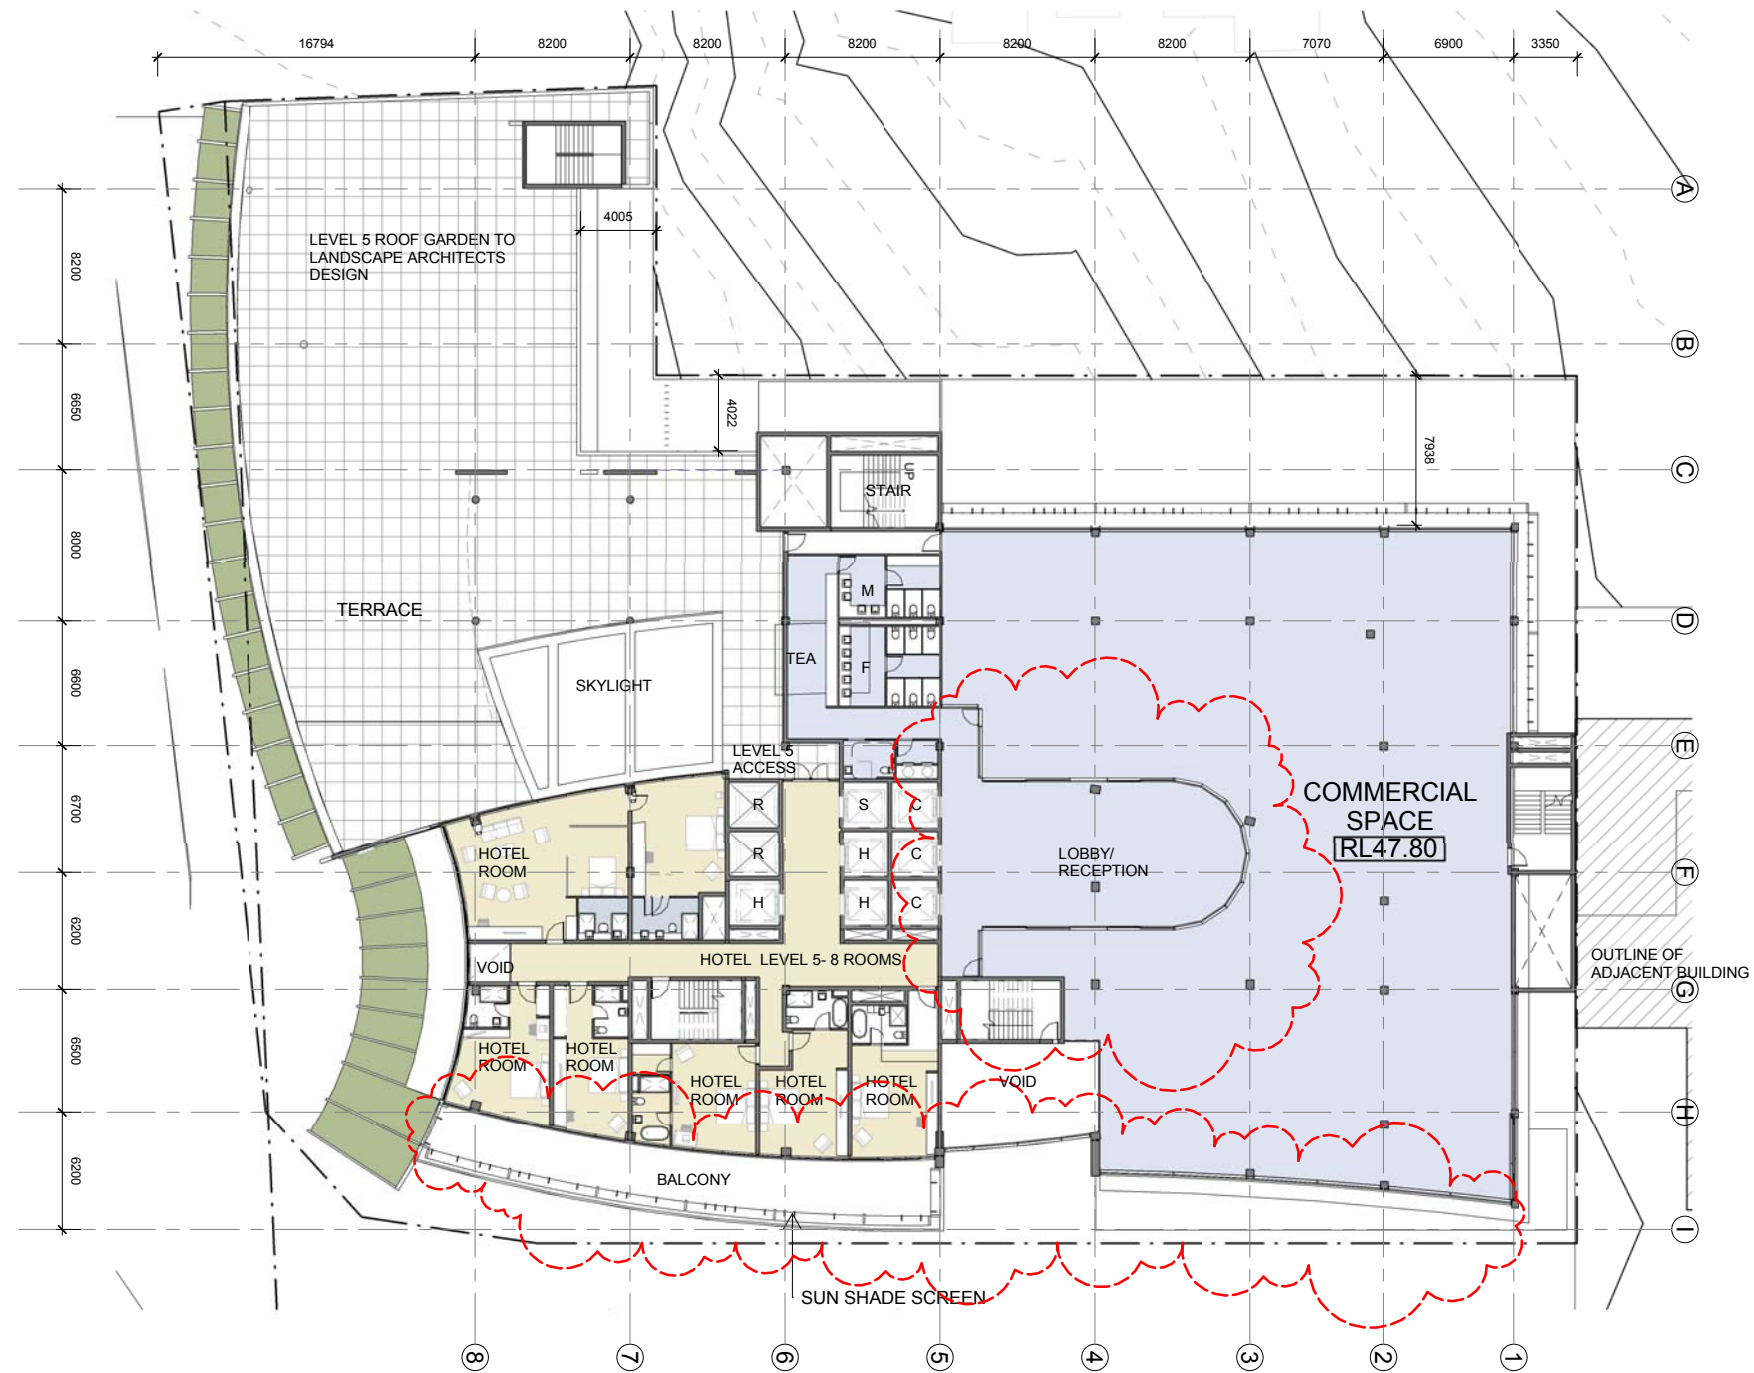 16794
8200
8200
8200
8200
8200
7070
6900
3350
A
4005
LEVEL 5 ROOF GARDEN TO
LANDSCAPE ARCHITECTS
DESIGN
8200
B
6650
4022
7938
C
UP
STAIR
8000
M
TERRACE
D
TEA
F
SKYLIGHT
6600
LEVEL 5
ACCESS
E
COMMERCIAL
SPACE
RL47.80
6700
R
S
C
R
H
C
H
H
C
HOTEL
ROOM
LOBBY/
RECEPTION
F
6200
HOTEL LEVEL 5- 8 ROOMS
VOID
OUTLINE OF
ADJACENT BUILDING
G
6500
HOTEL
ROOM
HOTEL
ROOM
HOTEL
ROOM
HOTEL
ROOM
HOTEL
ROOM
VOID
H
6200
BALCONY
I
SUN SHADE SCREEN
8
7
6
5
4
3
2
1